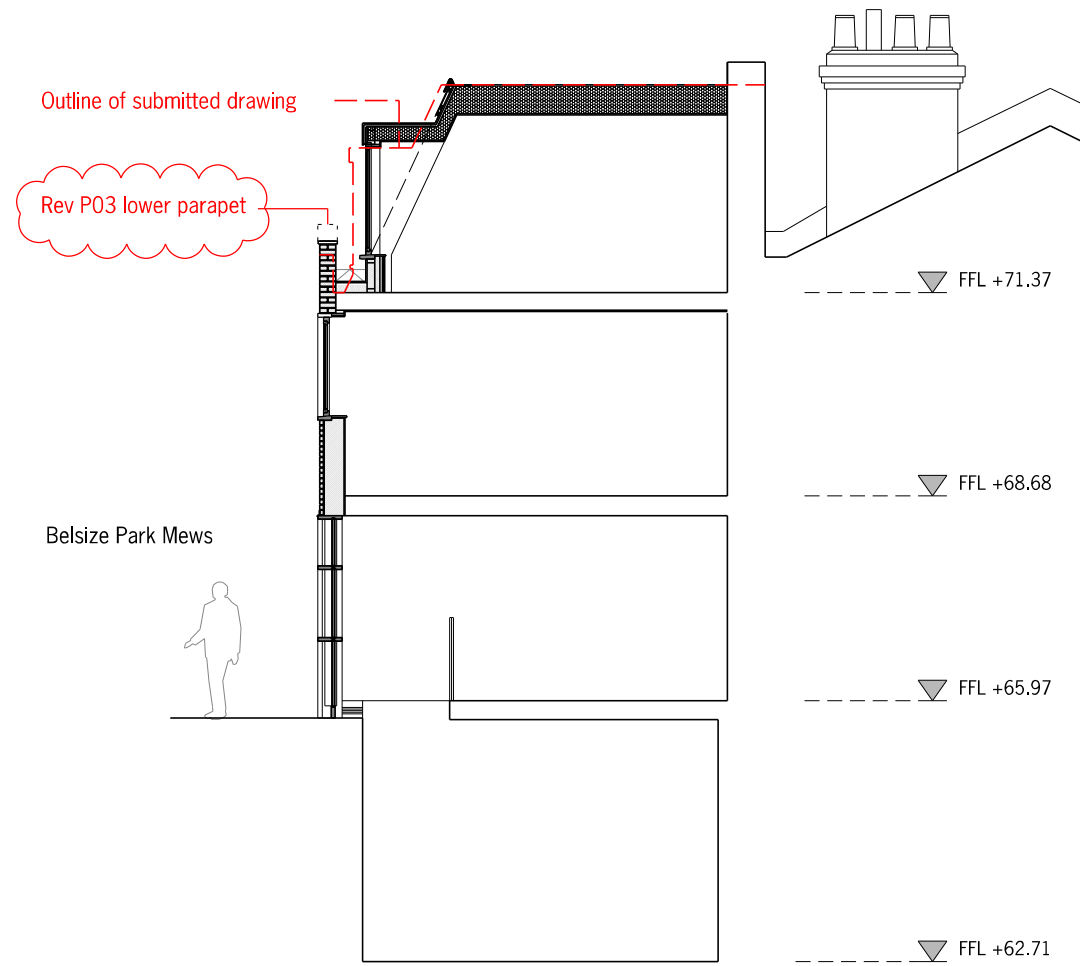 Outline of submitted drawing
Rev P03 lower parapet
FFL +71.37
FFL +68.68
Belsize Park Mews
FFL +65.97
FFL +62.71